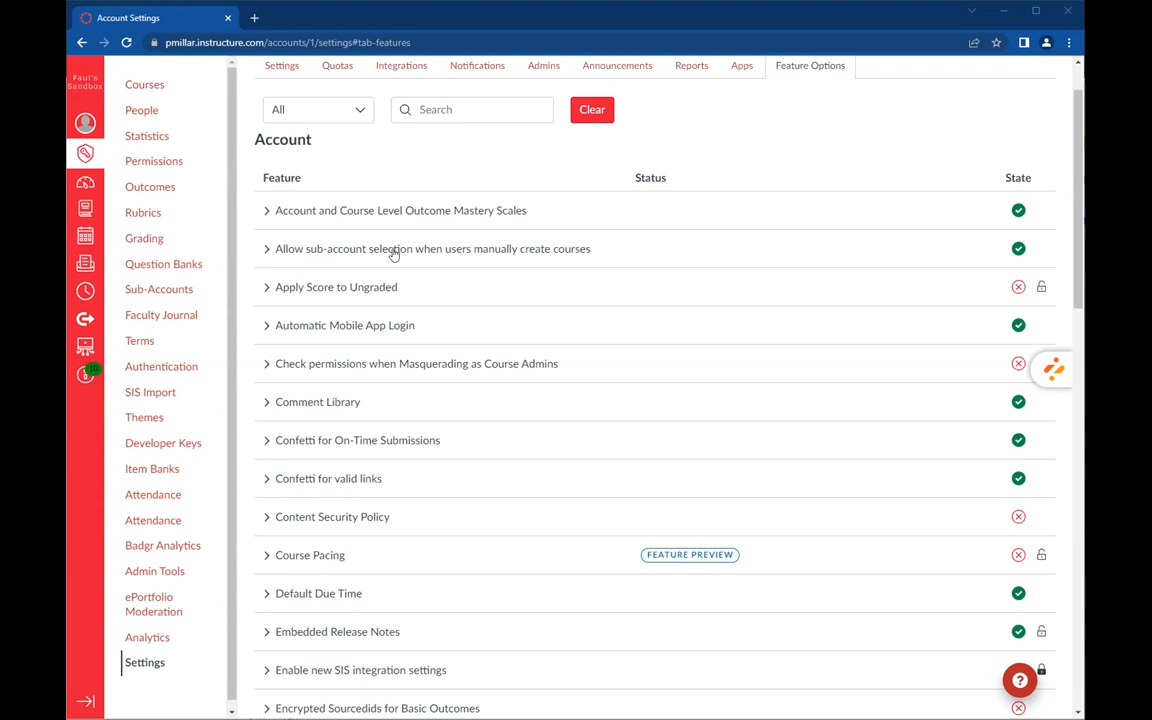 Account Settings
pmillar.instructure.com/accounts/1/settings#tab-features
Paul's
Sandbox
10
Courses
People
Statistics
Permissions
Outcomes
Rubrics
Grading
Question Banks
Sub-Accounts
Faculty Journal
Terms
Authentication
SIS Import
Themes
Developer Keys
Item Banks
Attendance
Attendance
Badgr Analytics
Admin Tools
ePortfolio
Moderation
Analytics
Settings
Settings Quotas Integrations Notifications Admins Announcements Reports Apps Feature Options
All Search Clear
Account
Feature Status State
Account and Course Level Outcome Mastery Scales
Allow sub-account selection when users manually create courses
Apply Score to Ungraded
Automatic Mobile App Login
Check permissions when Masquerading as Course Admins
Comment Library
Confetti for On-Time Submissions
Confetti for valid links
Content Security Policy
Course Pacing FEATURE PREVIEW
Default Due Time
Embedded Release Notes
Enable new SIS integration settings
Encrypted Sourcedids for Basic Outcomes